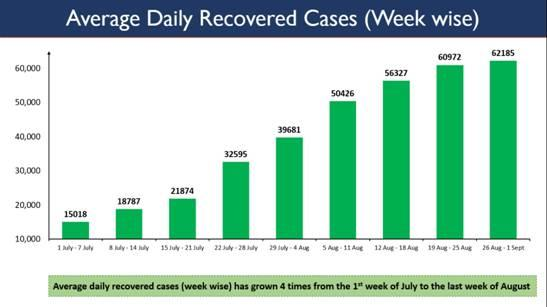 Average Daily Recovered Cases (Week wise)
60,000
50,000
40,000
30,000
20,000
10,000
15018
18787
21874
32595
39681
50426
56327
60972
62185
1 July - 7 July
8 July - 14 July
15 July - 21 July
22 July - 28 July
29 July - 4 Aug
5 Aug - 11 Aug
12 Aug - 18 Aug
19 Aug - 25 Aug
26 Aug - 1 Sept
Average daily recovered cases (week wise) has grown 4 times from the 1st week of July to the last week of August